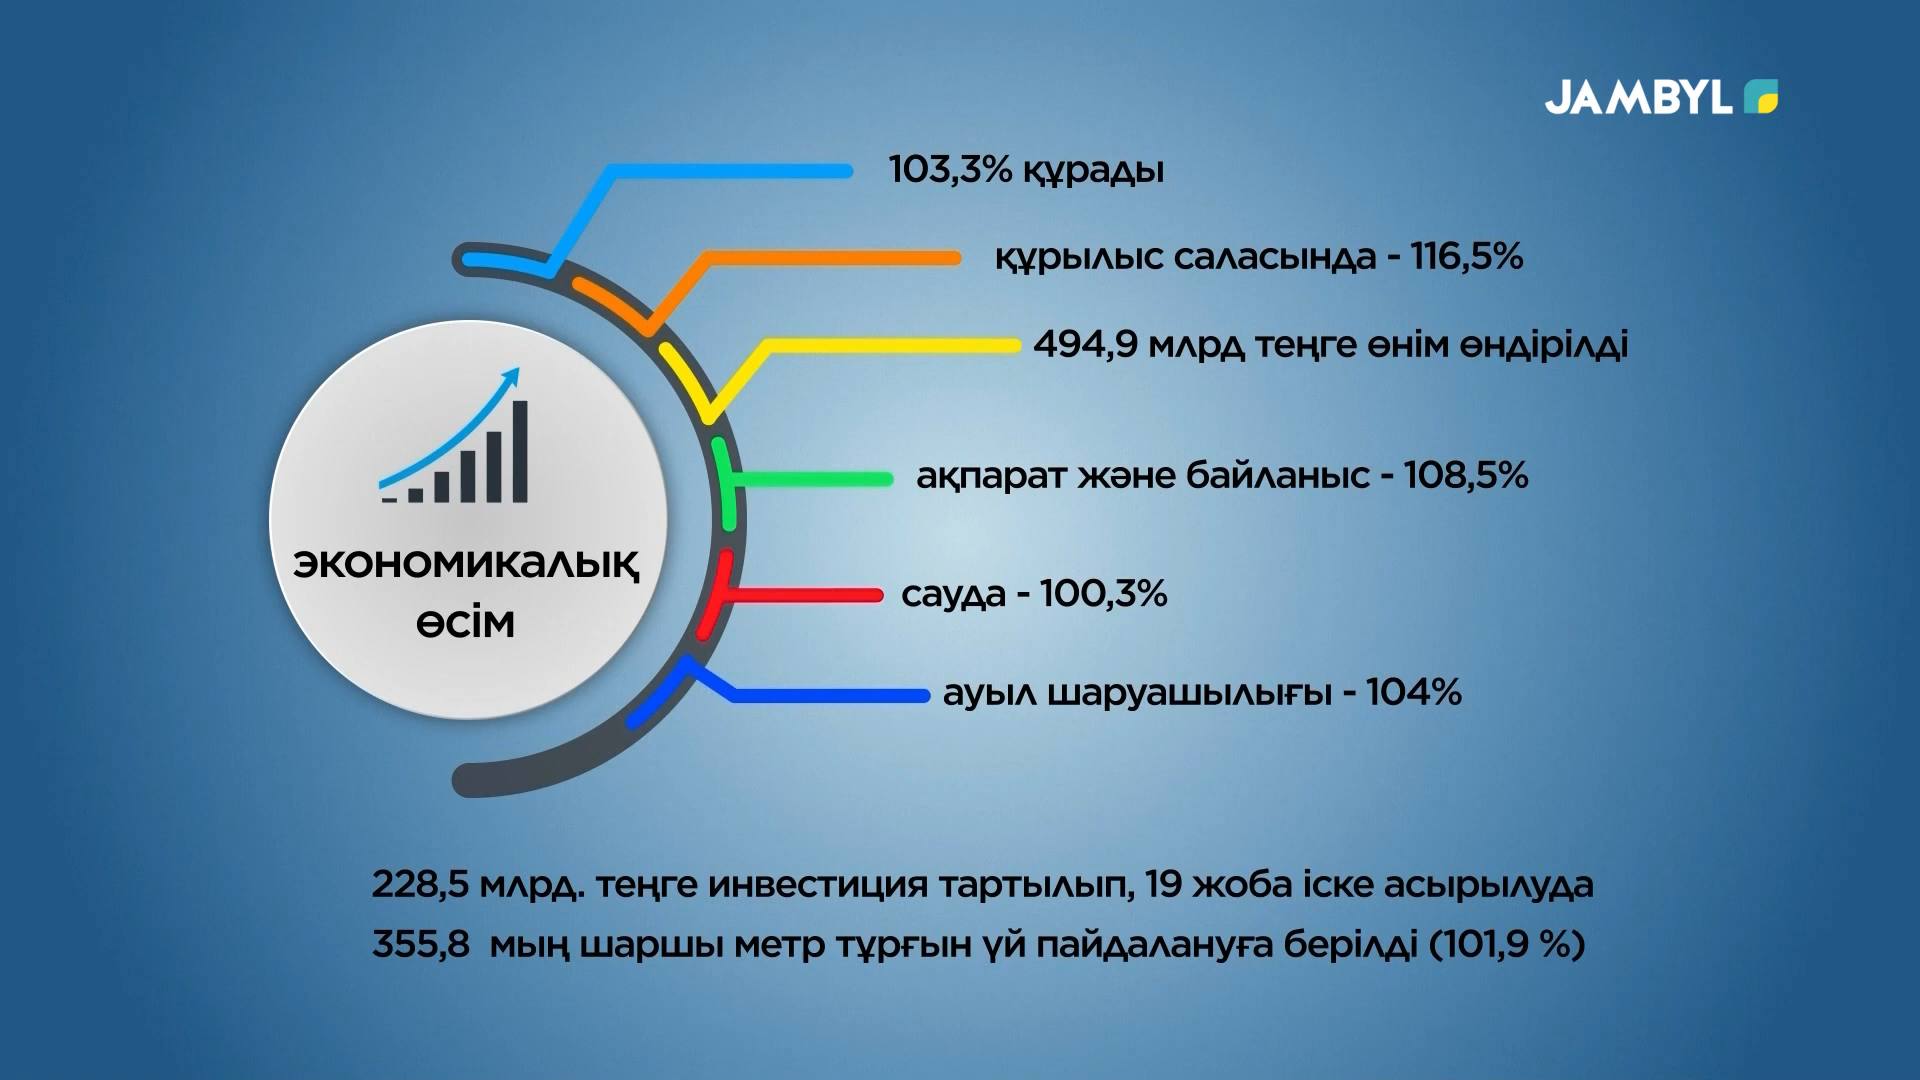 JAMBYL
103,3% құрады
құрылыс саласында - 116,5%
494,9 млрд теңге өнім өндірілді
ақпарат және байланыс - 108,5%
сауда - 100,3%
ауыл шаруашылығы - 104%
экономикалық
өсім
228,5 млрд. теңге инвестиция тартылып, 19 жоба іске асырылуда
355,8 мың шаршы метр тұрғын үй пайдалануға берілді (101,9 %)